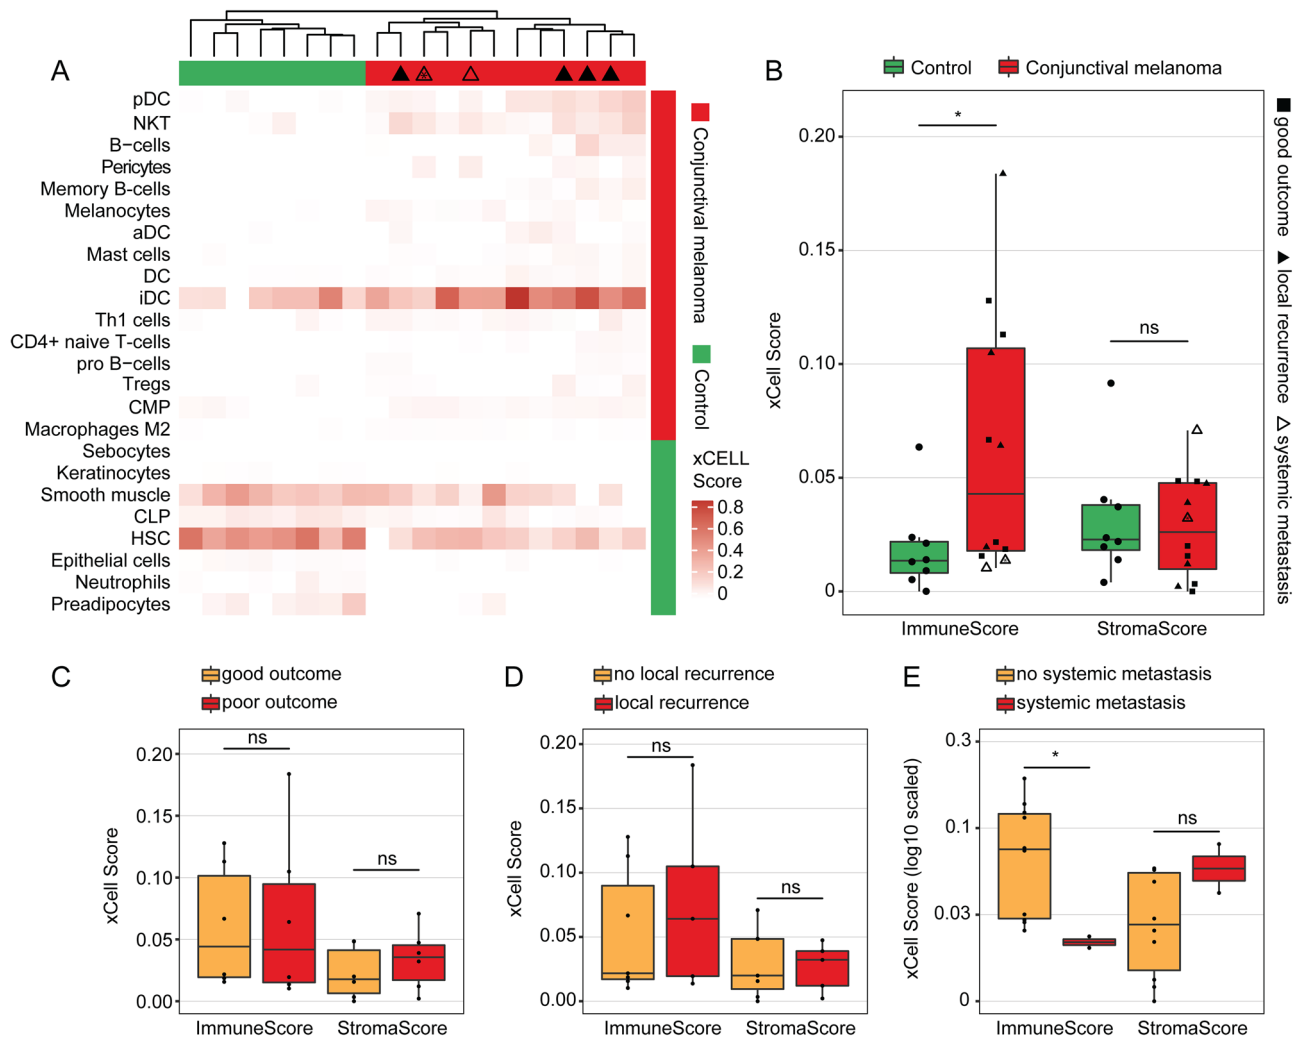 A
pDC
NKT
B−cells
Pericytes
Memory B-cells
Melanocytes
aDC
Mast cells
DC
iDC
Th1 cells
CD4+ naive T-cells
pro B−cells
Tregs
CMP
Macrophages M2
Sebocytes
Keratinocytes
Smooth muscle
CLP
HSC
Epithelial cells
Neutrophils
Preadipocytes
Conjunctival melanoma
Control
xCELL
Score
0.8
0.6
0.4
0.2
0
B
Control
Conjunctival melanoma
xCell Score
0.20
0.15
0.10
0.05
0
*
ns
ImmuneScore
StromaScore
good outcome
local recurrence
systemic metastasis
C
good outcome
poor outcome
xCell Score
0.20
0.15
0.10
0.05
0.00
ns
ns
ImmuneScore
StromaScore
D
no local recurrence
local recurrence
xCell Score
0.20
0.15
0.10
0.05
0.00
ns
ns
ImmuneScore
StromaScore
E
no systemic metastasis
systemic metastasis
xCell Score (log10 scaled)
0.3
0.1
0.03
0
*
ns
ImmuneScore
StromaScore